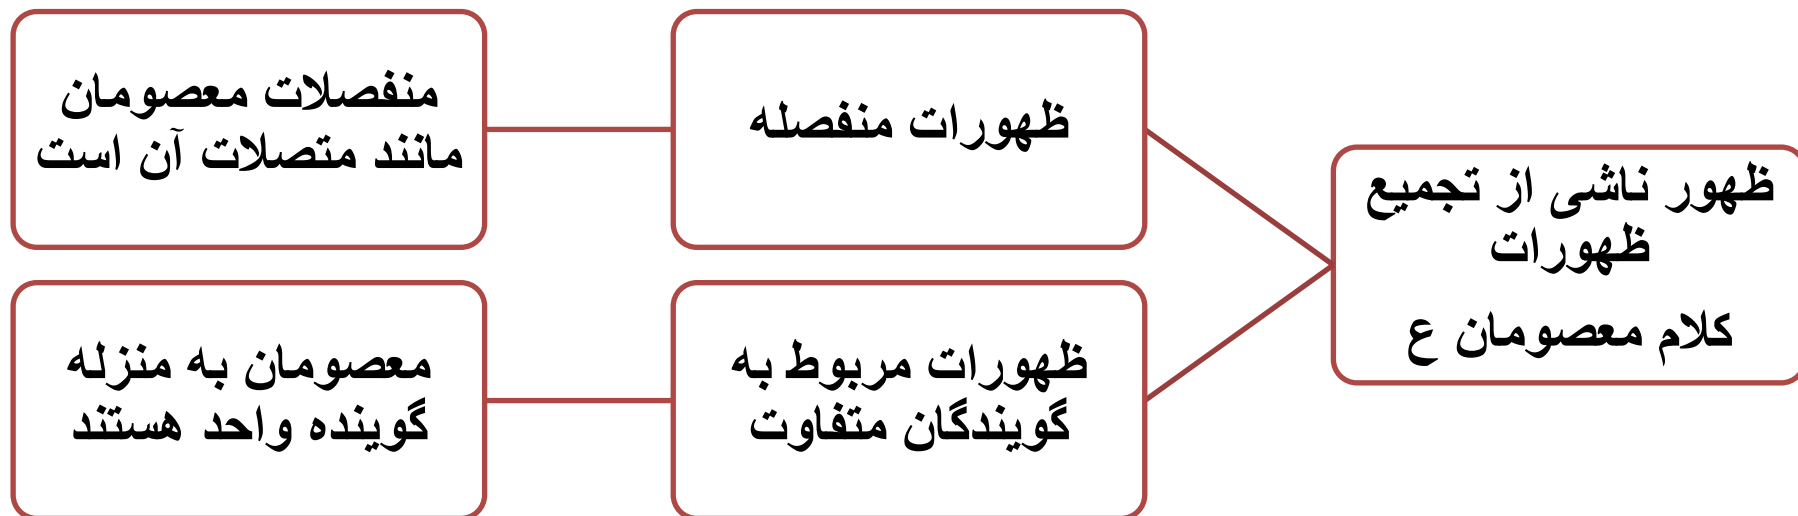 ظهور ناشی از تجمیع
ظهورات
کلام معصومان ع
ظهورات منفصله
منفصلات معصومان
مانند متصلات آن است
ظهورات مربوط به
گویندگان متفاوت
معصومان به منزله
گوینده واحد هستند